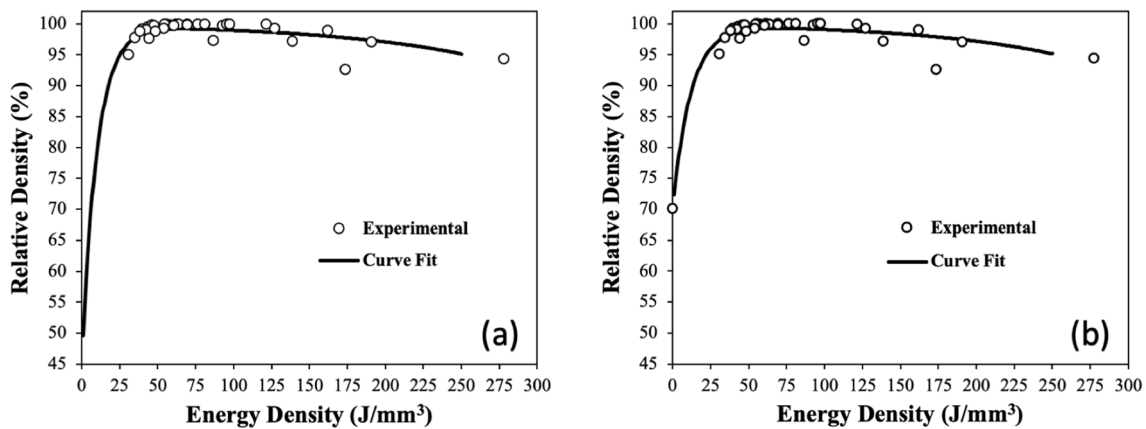 Relative Density (%)
100
95
90
85
80
75
70
65
60
55
50
45
Experimental
Curve Fit
(a)
0 25 50 75 100 125 150 175 200 225 250 275 300
Energy Density (J/mm³)
Relative Density (%)
100
95
90
85
80
75
70
65
60
55
50
45
Experimental
Curve Fit
(b)
0 25 50 75 100 125 150 175 200 225 250 275 300
Energy Density (J/mm³)